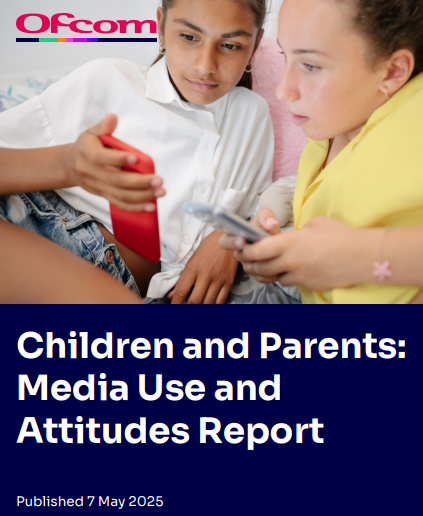 Ofcom
Children and Parents:
Media Use and
Attitudes Report
Published 7 May 2025